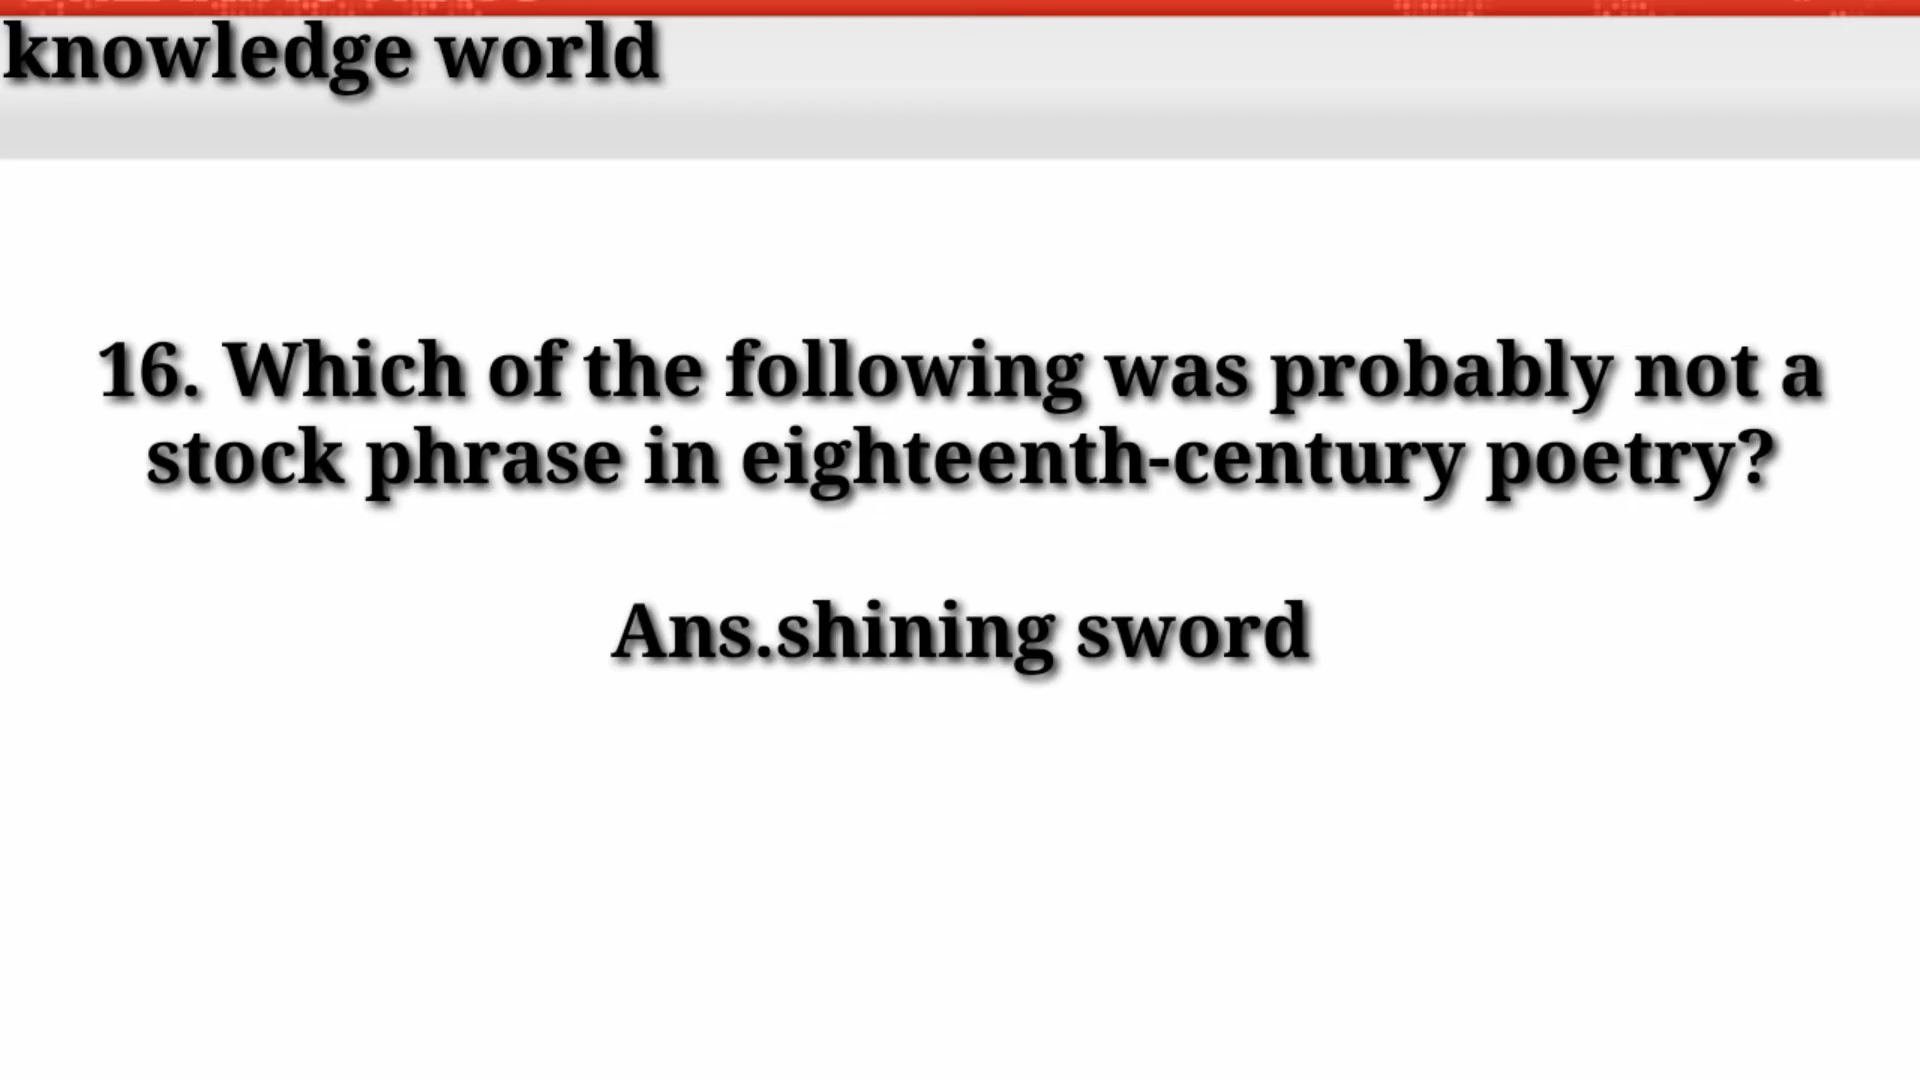 knowledge world
16. Which of the following was probably not a
stock phrase in eighteenth-century poetry?
Ans.shining sword